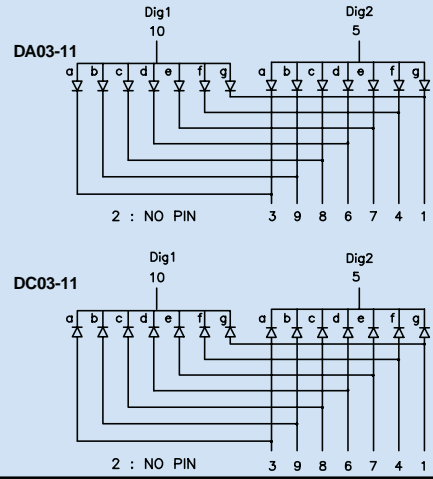 Dig1 Dig2
10 5
DA03-11
a b c d e f g a b c d e f g
2 : NO PIN 3 9 8 6 7 4 1
Dig1 Dig2
10 5
DC03-11
a b c d e f g a b c d e f g
2 : NO PIN 3 9 8 6 7 4 1